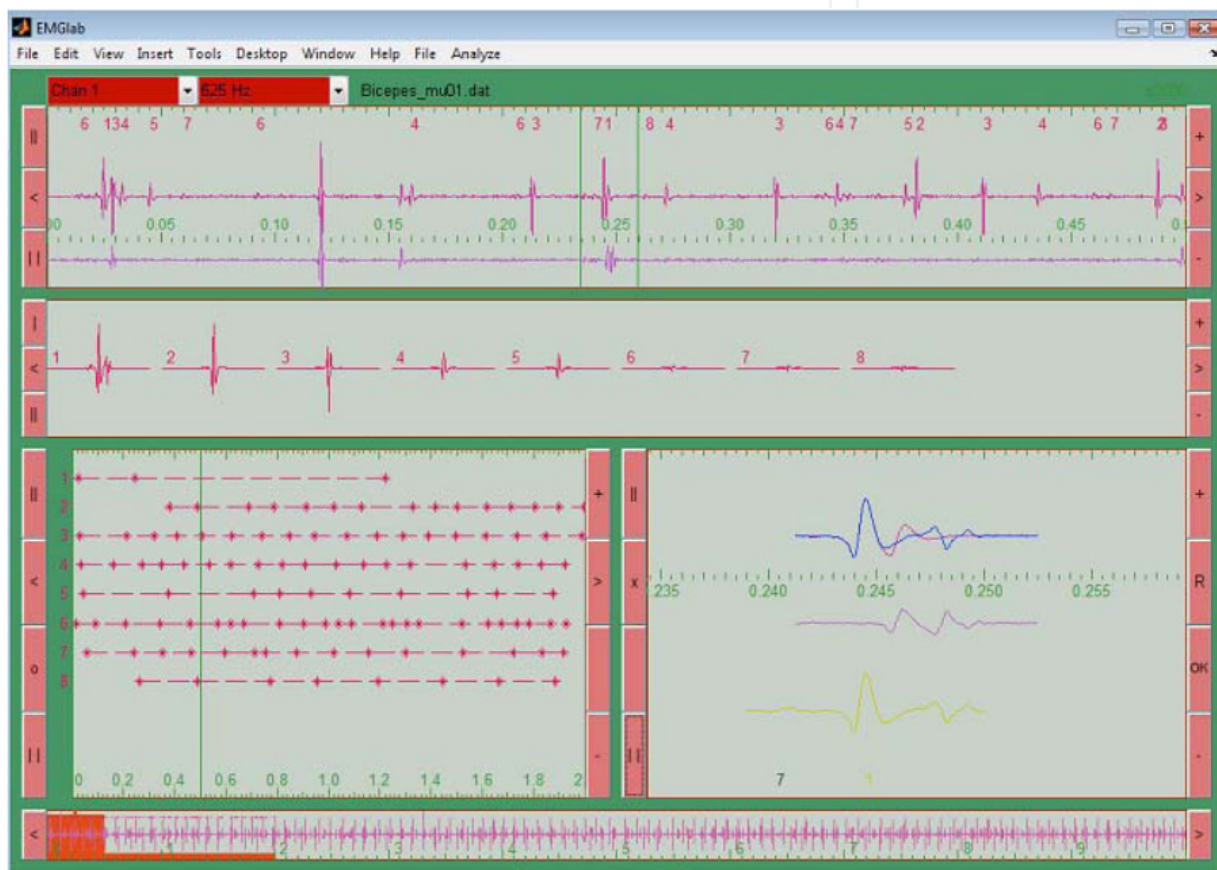 EMGlab
File Edit View Insert Tools Desktop Window Help File Analyze
Chan 1 625 Hz Bicepes_mu01.dat
|| 6 1 3 4 5 7 6 4 6 3 7 1 8 4 3 6 4 7 5 2 3 4 6 7 +
< >
00 0.05 0.10 0.15 0.20 0.25 0.30 0.35 0.40 0.45 0.
|| -
| +
1 2 3 4 5 6 7 8
< >
|| -
1
|| 2 + || +
3
4
< 5 > x 0.235 0.240 0.245 0.250 0.255 R
6
o 7 OK
8
|| - || -
0 0.2 0.4 0.6 0.8 1.0 1.2 1.4 1.6 1.8 2 7 1
< 1 2 3 4 5 6 7 8 9 >